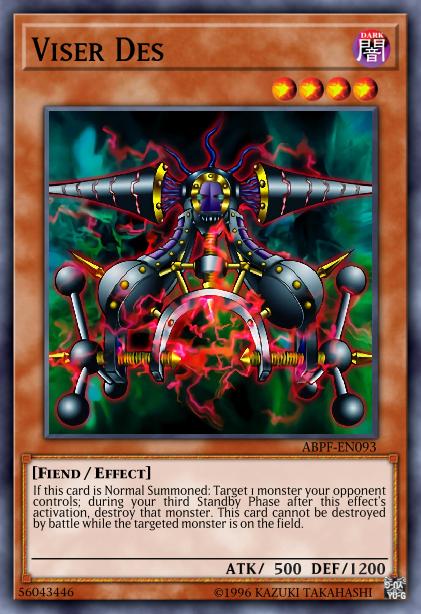 VISER DES
DARK
闇
ABPF-EN093
[FIEND / EFFECT]
If this card is Normal Summoned: Target 1 monster your opponent
controls; during your third Standby Phase after this effect's
activation, destroy that monster. This card cannot be destroyed
by battle while the targeted monster is on the field.
ATK/ 500 DEF/1200
56043446
©1996 KAZUKI TAKAHASHI